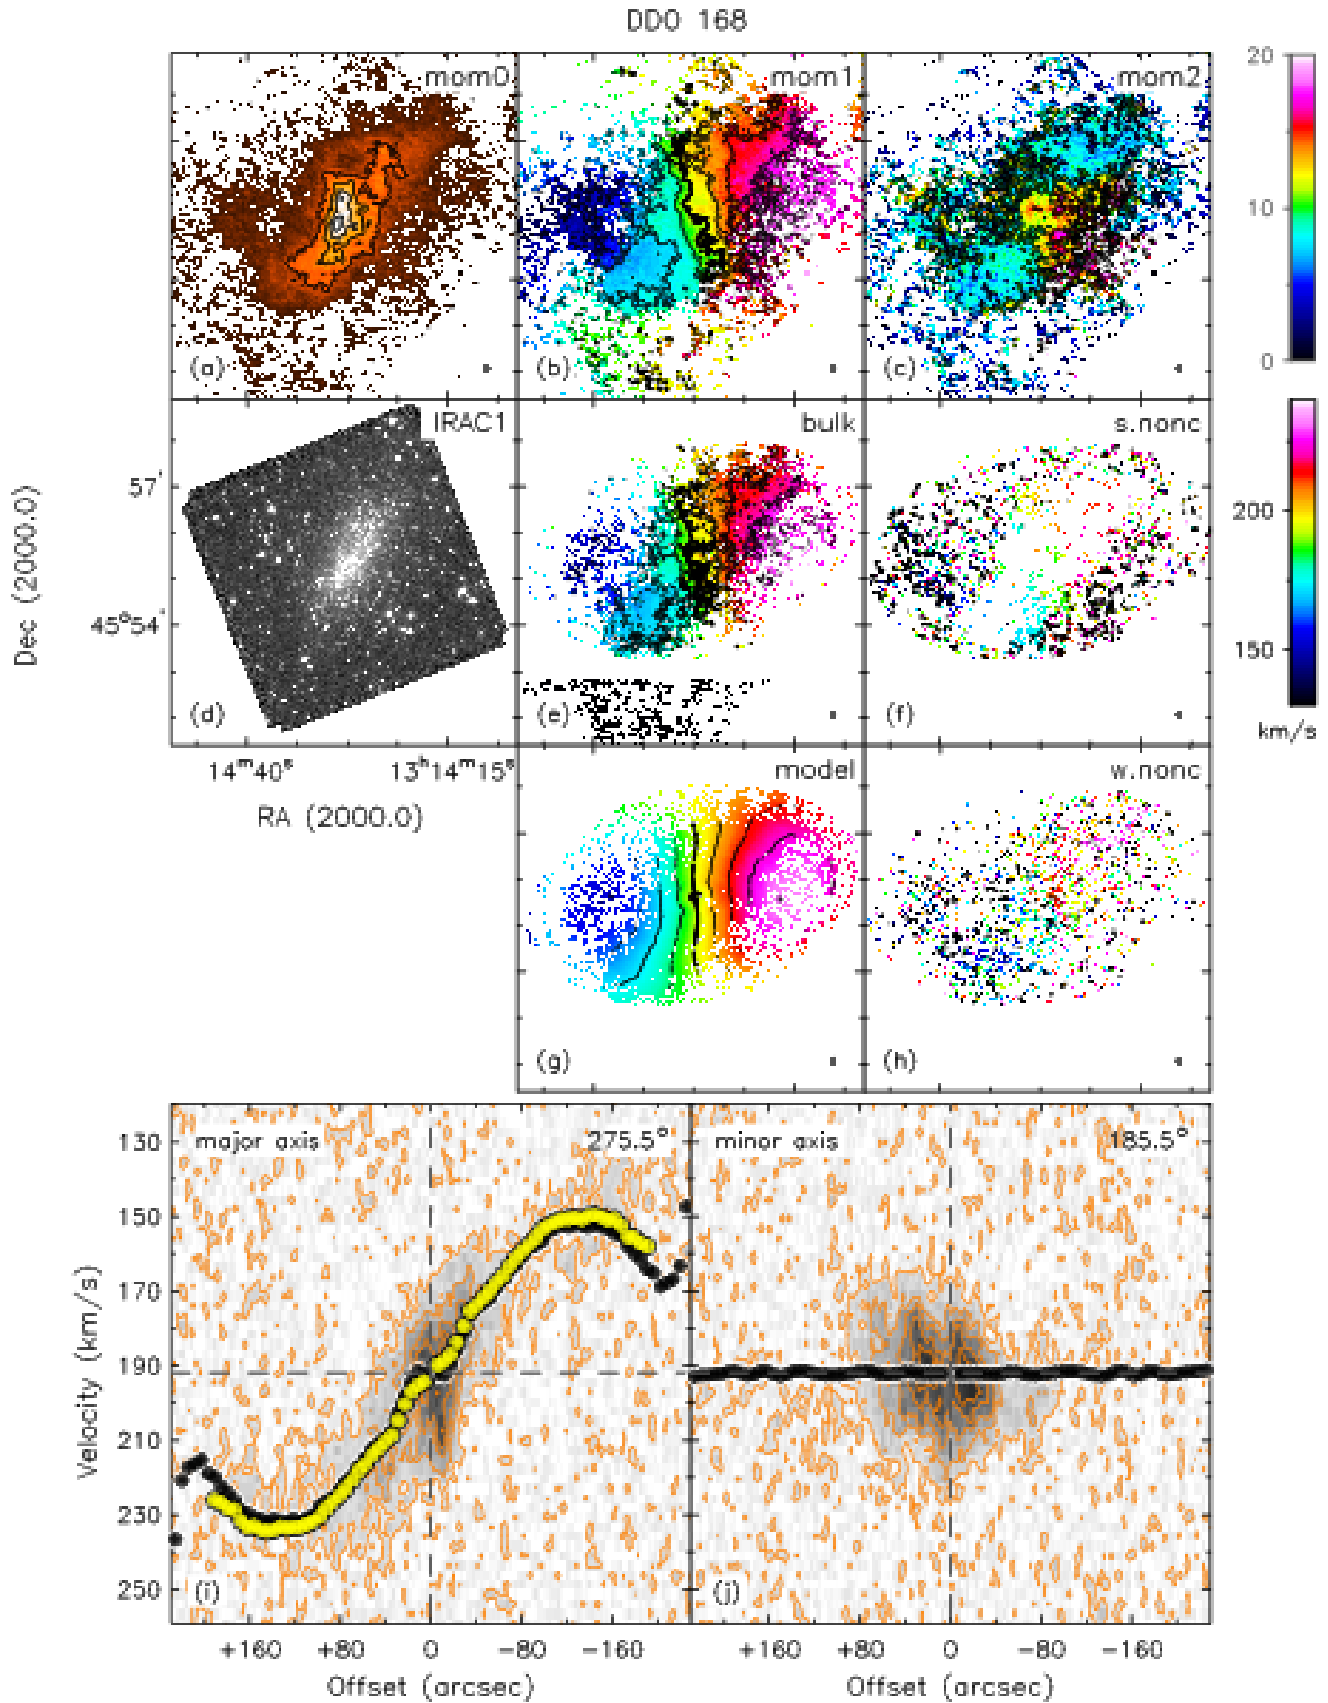 DDO 168
mom0
mom1
mom2
20
10
0
(a)
(b)
(c)
IRAC1
bulk
s.nonc
Dec (2000.0)
57'
45°54'
200
150
km/s
(d)
(e)
(f)
14ᵐ40ˢ
13ʰ14ᵐ15ˢ
RA (2000.0)
model
w.nonc
(g)
(h)
major axis
275.5°
minor axis
185.5°
Velocity (km/s)
130
150
170
190
210
230
250
(i)
(j)
+160
+80
0
−80
−160
+160
+80
0
−80
−160
Offset (arcsec)
Offset (arcsec)